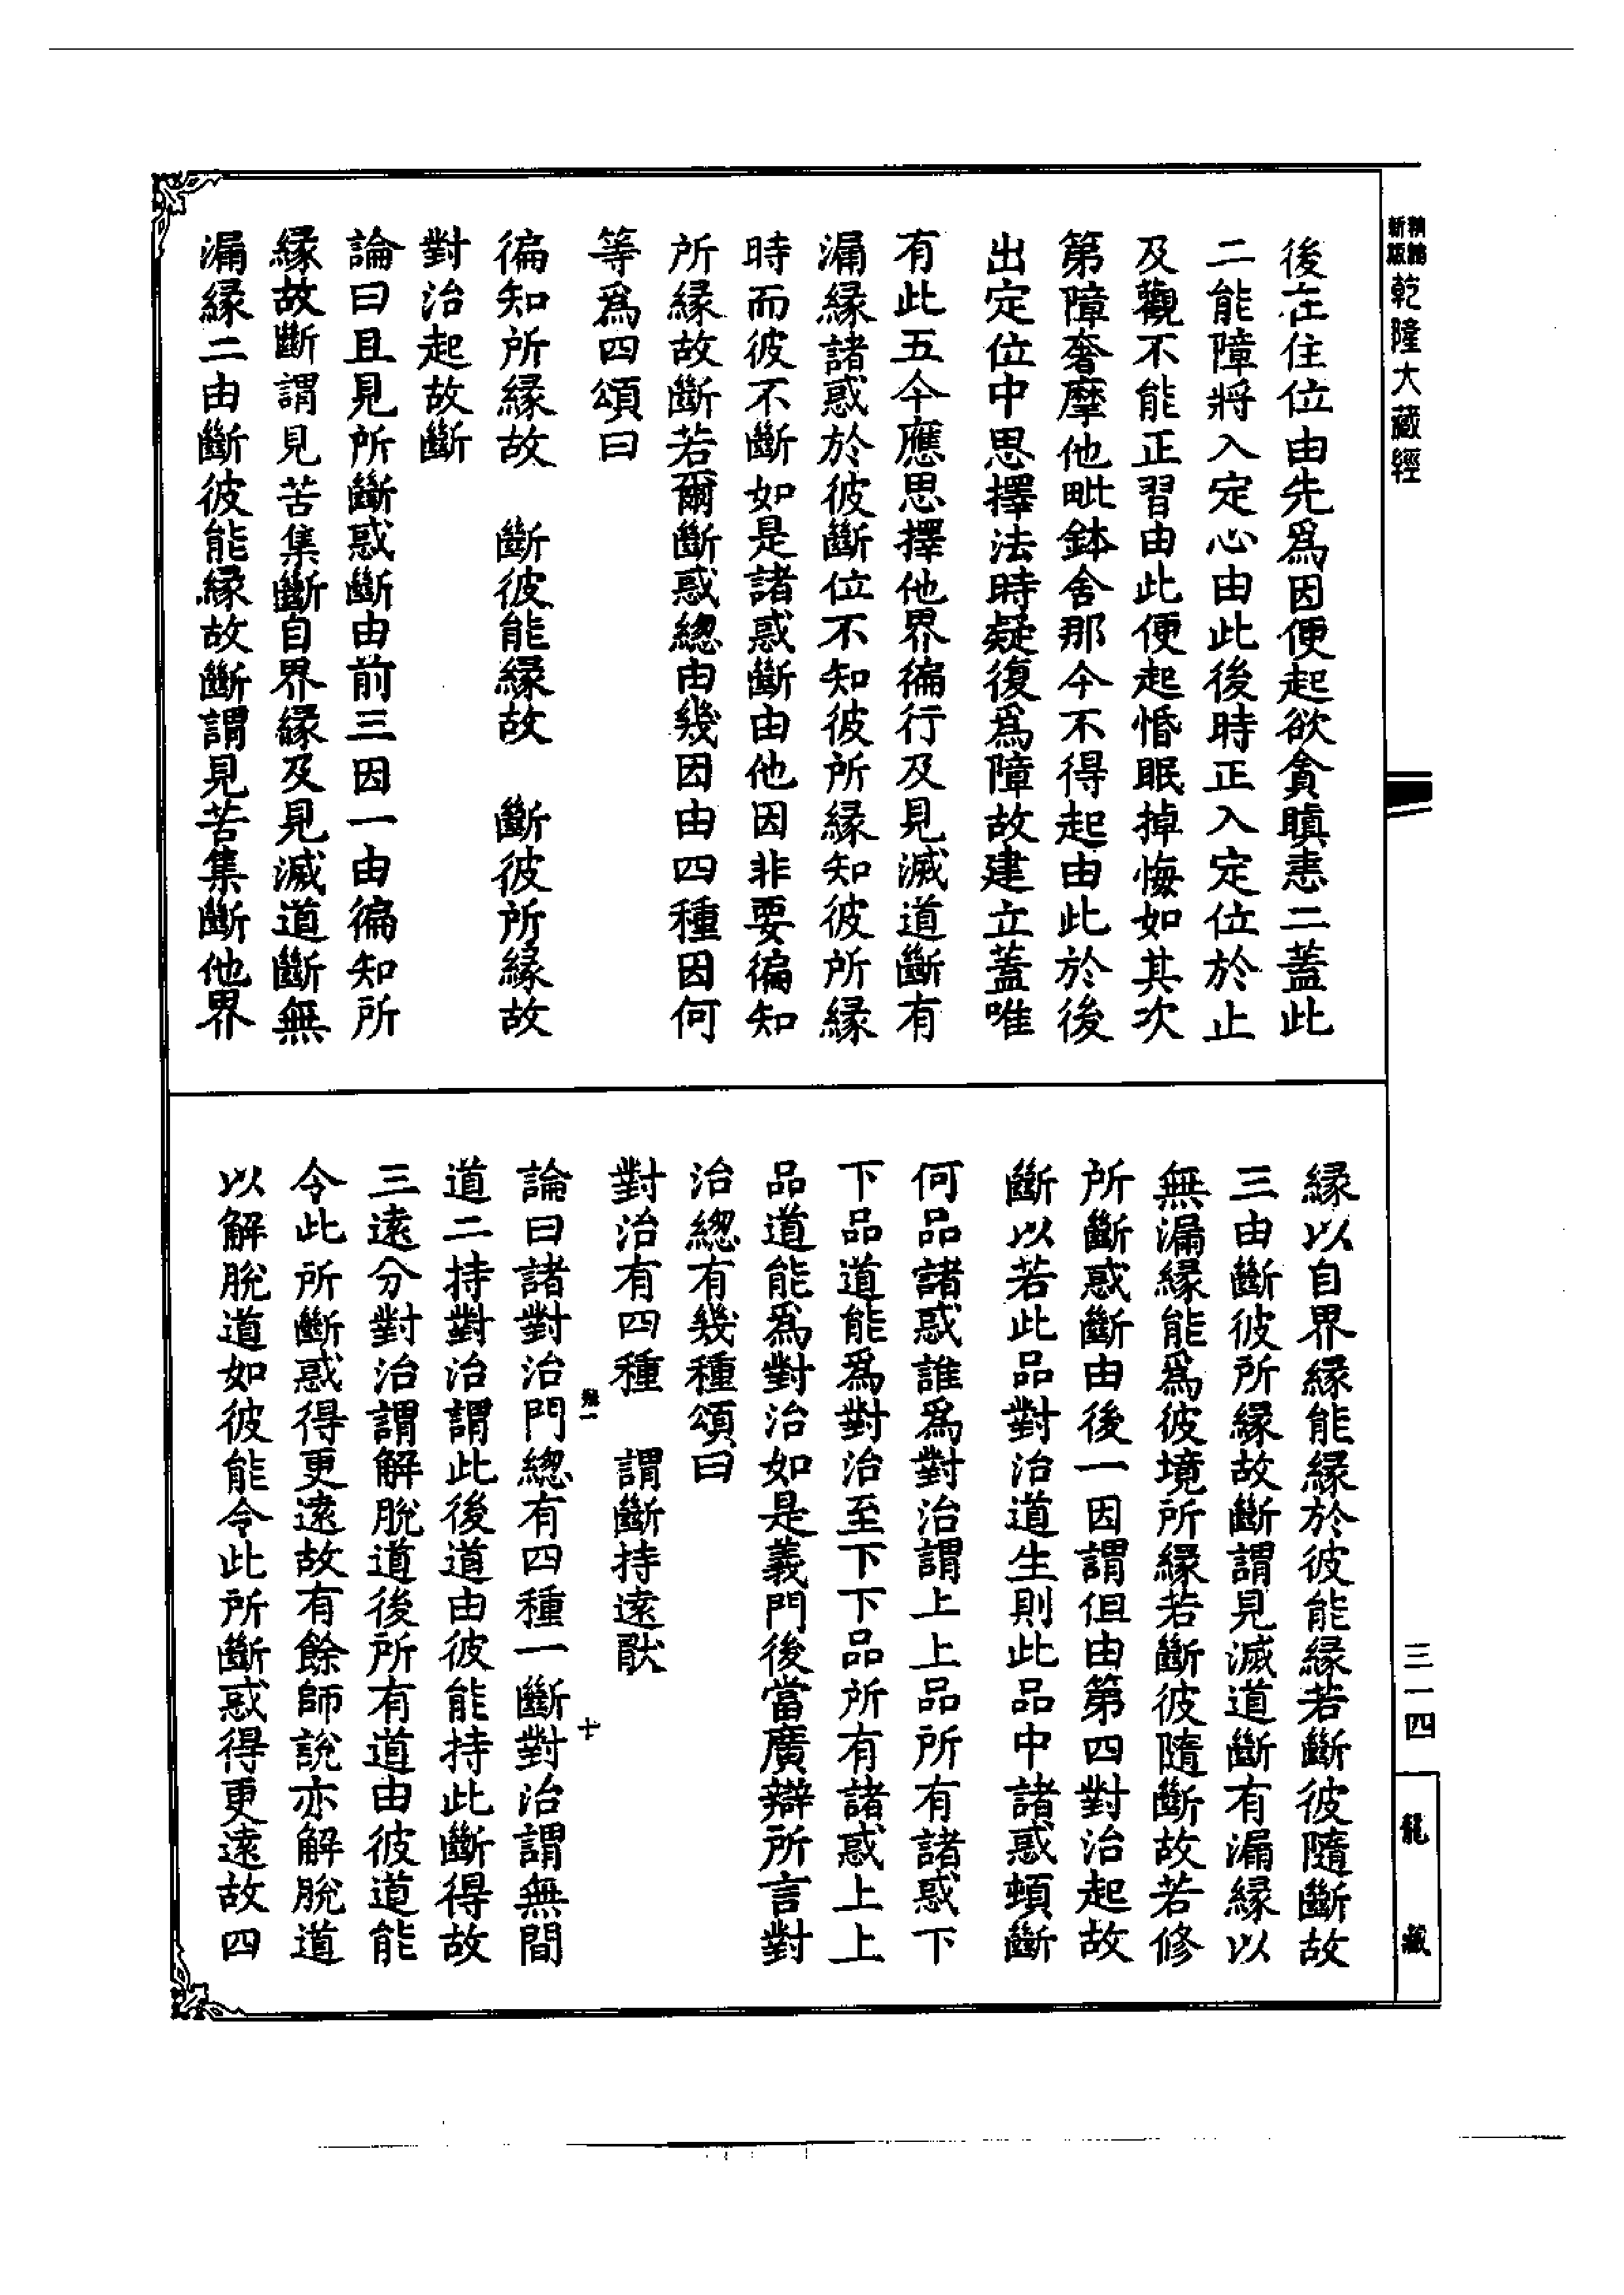 新版
乾隆大藏經
後在住位由先爲因便起欲貪瞋恚二蓋此
二能障將入定心由此後時正入定位於止
及觀不能正習由此便起惛眠掉悔如其次
第障奢摩他毗鉢舍那今不得起由此於後
出定位中思擇法時疑復爲障故建立蓋唯
有此五今應思擇他界徧行及見滅道斷有
漏緣諸惑於彼斷位不知彼所緣知彼所緣
時而彼不斷如是諸惑斷由他因非要徧知
所緣故斷若爾斷惑總由幾因由四種因何
等爲四頌曰
徧知所緣故　斷彼能緣故　斷彼所緣故
對治起故斷
論曰且見所斷惑斷由前三因一由徧知所
緣故斷謂見苦集斷自界緣及見滅道斷無
漏緣二由斷彼能緣故斷謂見苦集斷他界
緣以自界緣能緣於彼能緣若斷彼隨斷故
三由斷彼所緣故斷謂見滅道斷有漏緣以
無漏緣能爲彼境所緣若斷彼隨斷故若修
所斷惑斷由後一因謂但由第四對治起故
斷以若此品對治道生則此品中諸惑頓斷
何品諸惑誰爲對治謂上上品所有諸惑下
下品道能爲對治至下下品所有諸惑上上
品道能爲對治如是義門後當廣辯所言對
治總有幾種頌曰
對治有四種　謂斷持遠猒
論曰諸對治門總有四種一斷對治謂無間
道二持對治謂此後道由彼能持此斷得故
三遠分對治謂解脫道後所有道由彼道能
令此所斷惑得更遠故有餘師說亦解脫道
以解脫道如彼能令此所斷惑得更遠故四
十
三一四
龍藏